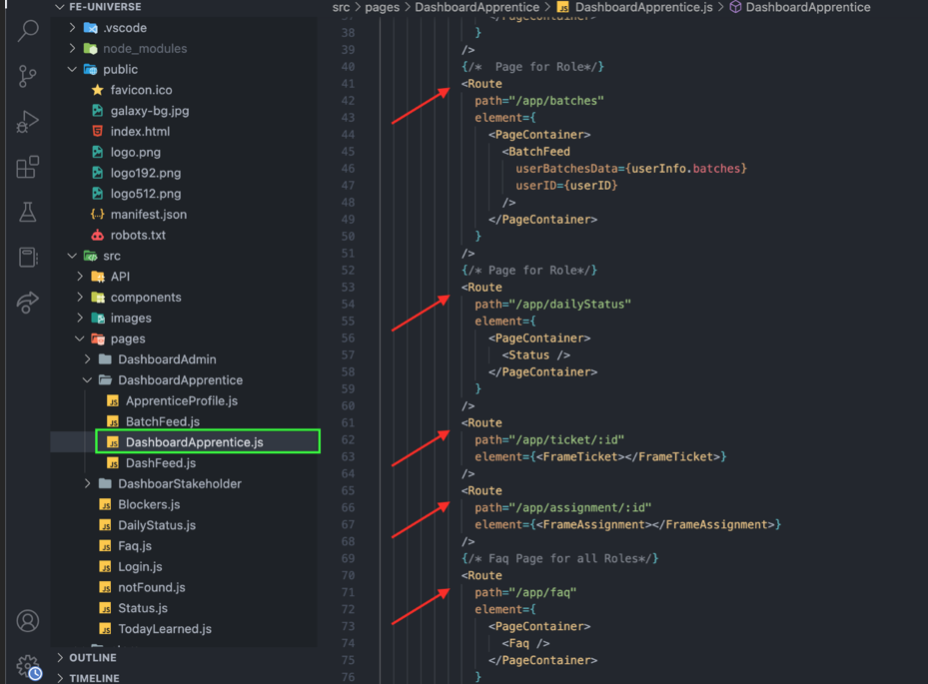 FE-UNIVERSE
.vscode
node_modules
public
favicon.ico
galaxy-bg.jpg
index.html
logo.png
logo192.png
logo512.png
manifest.json
robots.txt
src
API
components
images
pages
DashboardAdmin
DashboardApprentice
ApprenticeProfile.js
BatchFeed.js
DashboardApprentice.js
DashFeed.js
DashboarStakeholder
Blockers.js
DailyStatus.js
Faq.js
Login.js
notFound.js
Status.js
TodayLearned.js
OUTLINE
TIMELINE
src > pages > DashboardApprentice > DashboardApprentice.js > DashboardApprentice
37 </PageContainer>
38 }
39 />
40 {/*  Page for Role*/}
41 <Route
42 path="/app/batches"
43 element={
44 <PageContainer>
45 <BatchFeed
46 userBatchesData={userInfo.batches}
47 userID={userID}
48 />
49 </PageContainer>
50 }
51 />
52 {/* Page for Role*/}
53 <Route
54 path="/app/dailyStatus"
55 element={
56 <PageContainer>
57 <Status />
58 </PageContainer>
59 }
60 />
61 <Route
62 path="/app/ticket/:id"
63 element={<FrameTicket></FrameTicket>}
64 />
65 <Route
66 path="/app/assignment/:id"
67 element={<FrameAssignment></FrameAssignment>}
68 />
69 {/* Faq Page for all Roles*/}
70 <Route
71 path="/app/faq"
72 element={
73 <PageContainer>
74 <Faq />
75 </PageContainer>
76 }